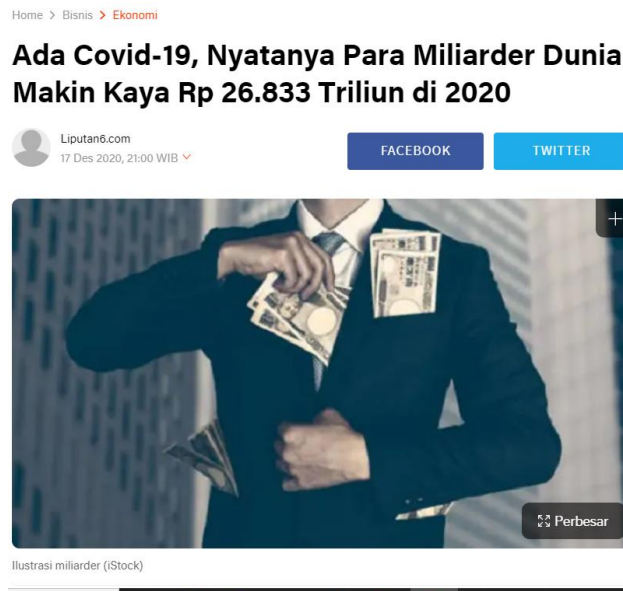 Home > Bisnis > Ekonomi
Ada Covid-19, Nyatanya Para Miliarder Dunia
Makin Kaya Rp 26.833 Triliun di 2020
Liputan6.com
17 Des 2020, 21:00 WIB
FACEBOOK
TWITTER
Perbesar
Ilustrasi miliarder (iStock)